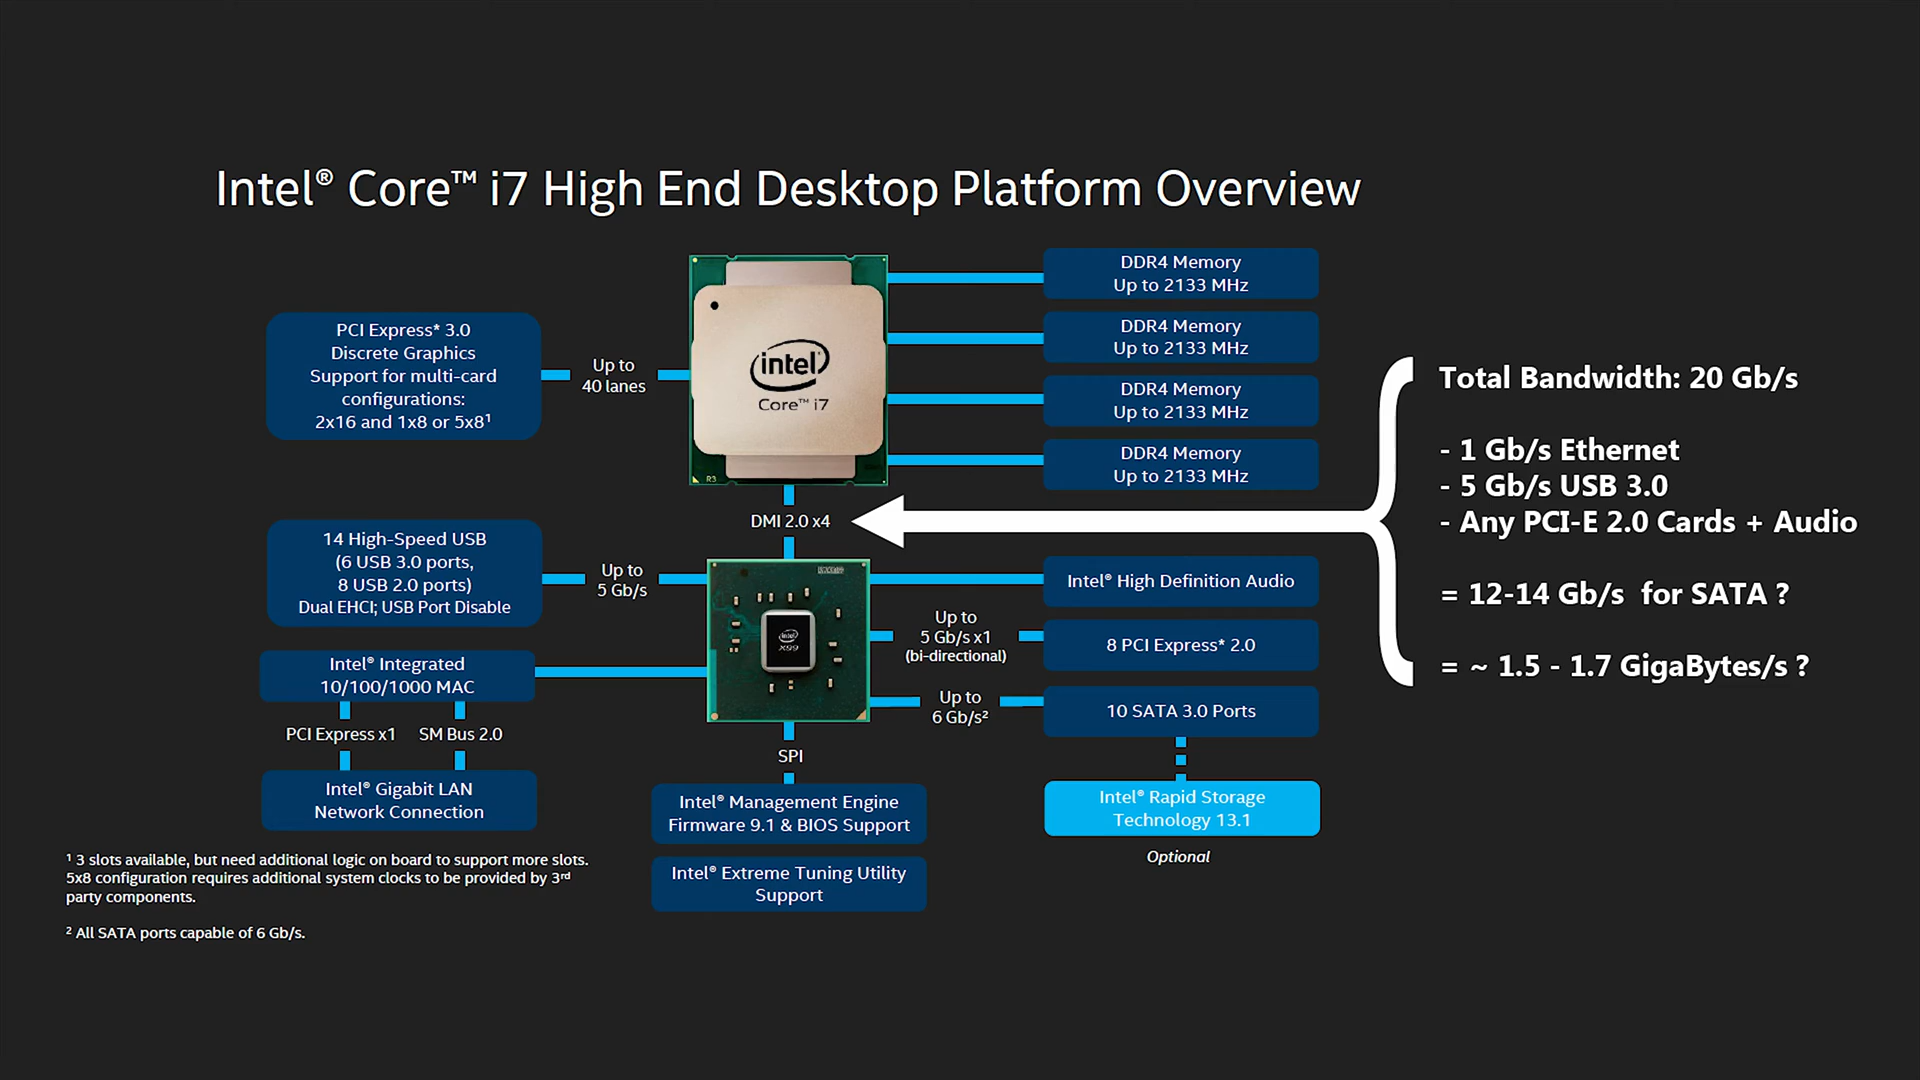 Intel® Core™ i7 High End Desktop Platform Overview
PCI Express* 3.0
Discrete Graphics
Support for multi-card
configurations:
2x16 and 1x8 or 5x8¹
Up to
40 lanes
intel®
Core™ i7
R3
DDR4 Memory
Up to 2133 MHz
DDR4 Memory
Up to 2133 MHz
DDR4 Memory
Up to 2133 MHz
DDR4 Memory
Up to 2133 MHz
DMI 2.0 x4
Total Bandwidth: 20 Gb/s
- 1 Gb/s Ethernet
- 5 Gb/s USB 3.0
- Any PCI-E 2.0 Cards + Audio
= 12-14 Gb/s for SATA ?
= ~ 1.5 - 1.7 GigaBytes/s ?
14 High-Speed USB
(6 USB 3.0 ports,
8 USB 2.0 ports)
Dual EHCI; USB Port Disable
Up to
5 Gb/s
intel
X99
Intel® High Definition Audio
Up to
5 Gb/s x1
(bi-directional)
8 PCI Express* 2.0
Up to
6 Gb/s²
10 SATA 3.0 Ports
Intel® Integrated
10/100/1000 MAC
PCI Express x1
SM Bus 2.0
Intel® Gigabit LAN
Network Connection
SPI
Intel® Management Engine
Firmware 9.1 & BIOS Support
Intel® Extreme Tuning Utility
Support
Intel® Rapid Storage
Technology 13.1
Optional
¹ 3 slots available, but need additional logic on board to support more slots.
5x8 configuration requires additional system clocks to be provided by 3rd
party components.
² All SATA ports capable of 6 Gb/s.